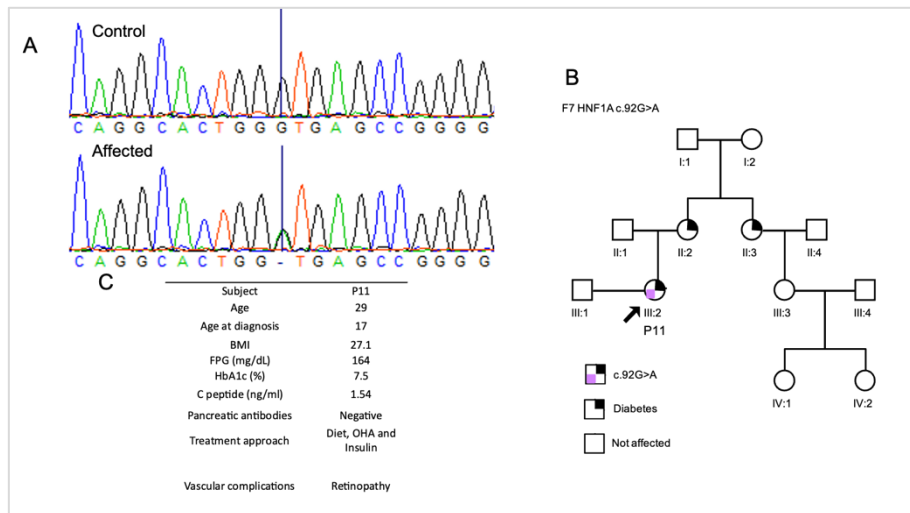 A
Control
C A G G C A C T G G G T G A G C C G G G G
Affected
C A G G C A C T G G - T G A G C C G G G G
B
F7 HNF1A c.92G>A
I:1
I:2
II:1
II:2
II:3
II:4
III:1
III:2
III:3
III:4
P11
IV:1
IV:2
c.92G>A
Diabetes
Not affected
C
Subject P11
Age 29
Age at diagnosis 17
BMI 27.1
FPG (mg/dL) 164
HbA1c (%) 7.5
C peptide (ng/ml) 1.54
Pancreatic antibodies Negative
Treatment approach Diet, OHA and
Insulin
Vascular complications Retinopathy